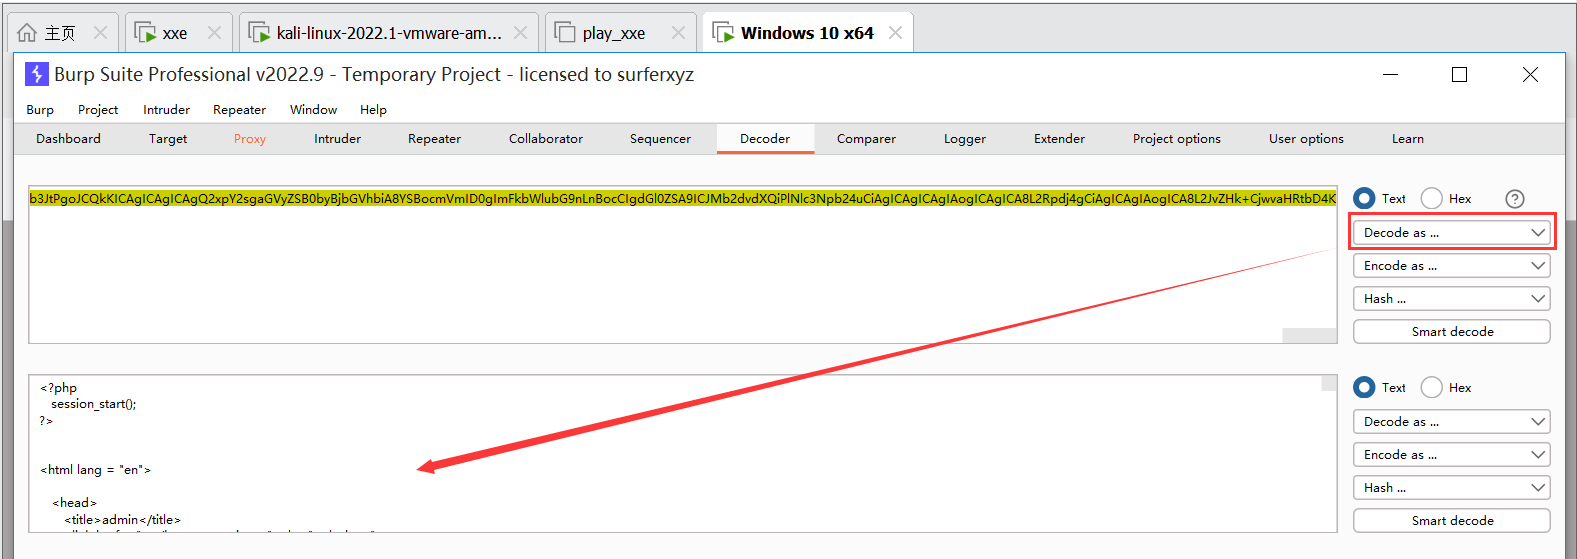 主页 xxe kali-linux-2022.1-vmware-am... play_xxe Windows 10 x64
Burp Suite Professional v2022.9 - Temporary Project - licensed to surferxyz
Burp Project Intruder Repeater Window Help
Dashboard Target Proxy Intruder Repeater Collaborator Sequencer Decoder Comparer Logger Extender Project options User options Learn
b3JtPgoJCQkKICAgICAgICAgQ2xpY2sgaGVyZSB0byBjbGVhbiA8YSBocmVmID0gImFkbWlubG9nLnBocCIgdGl0ZSA9ICJMb2dvdXQiPlNlc3Npb24uCiAgICAgICAgIAogICAgICA8L2Rpdj4gCiAgICAgIAogICA8L2JvZHk+CjwvaHRtbD4K
Text Hex
Decode as ...
Encode as ...
Hash ...
Smart decode
<?php
session_start();
?>
<html lang = "en">
<head>
<title>admin</title>
Text Hex
Decode as ...
Encode as ...
Hash ...
Smart decode